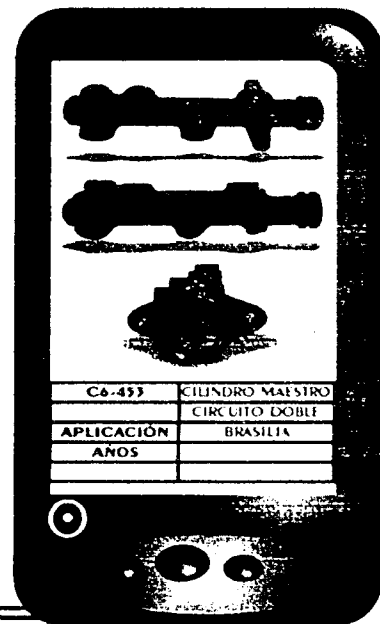 C6-453 CILINDRO MAESTRO
CIRCUITO DOBLE
APLICACIÓN BRASILIA
AÑOS